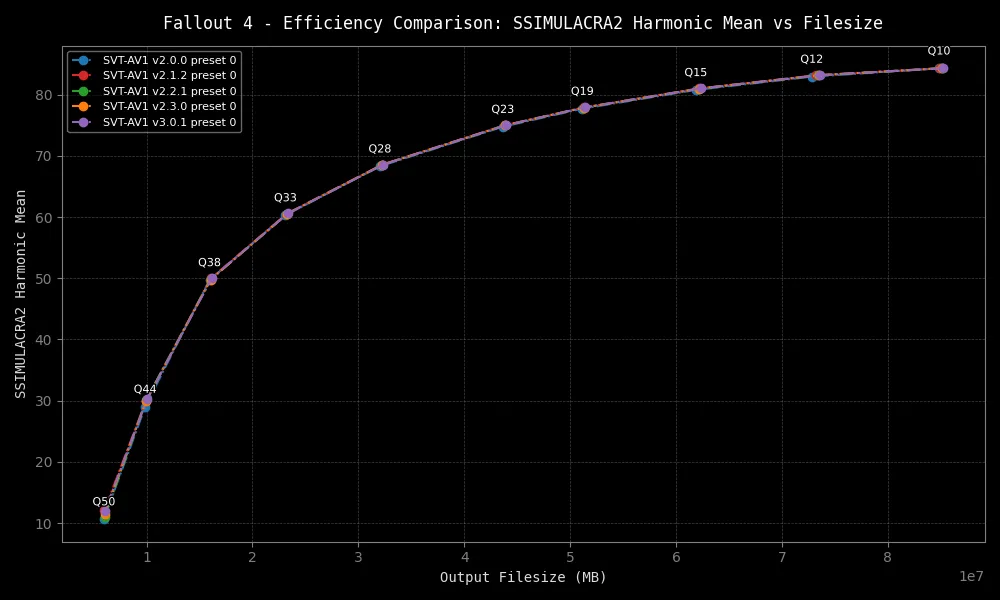 Fallout 4 - Efficiency Comparison: SSIMULACRA2 Harmonic Mean vs Filesize
SVT-AV1 v2.0.0 preset 0
SVT-AV1 v2.1.2 preset 0
SVT-AV1 v2.2.1 preset 0
SVT-AV1 v2.3.0 preset 0
SVT-AV1 v3.0.1 preset 0
Q10
Q12
Q15
Q19
Q23
Q28
Q33
Q38
Q44
Q50
SSIMULACRA2 Harmonic Mean
80
70
60
50
40
30
20
10
1 2 3 4 5 6 7 8
1e7
Output Filesize (MB)